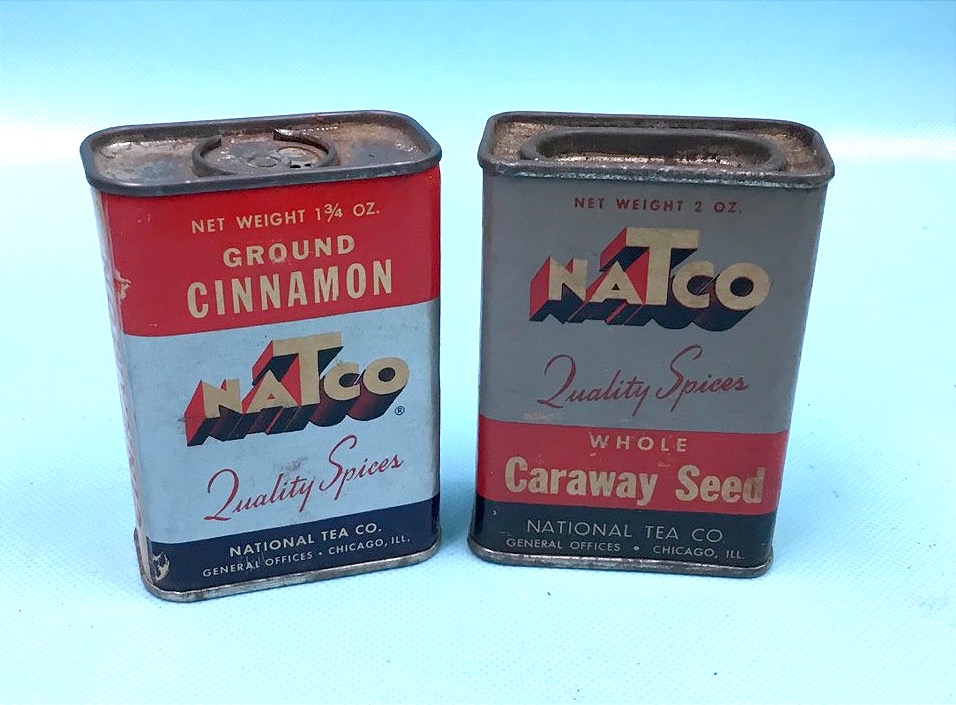 NET WEIGHT 1¾ OZ.
GROUND
CINNAMON
NATCO®
Quality Spices
NATIONAL TEA CO.
GENERAL OFFICES • CHICAGO, ILL.
NET WEIGHT 2 OZ.
NATCO
Quality Spices
WHOLE
Caraway Seed
NATIONAL TEA CO.
GENERAL OFFICES • CHICAGO, ILL.